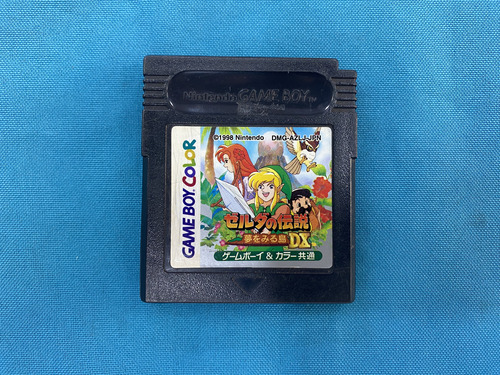 Nintendo GAME BOY
©1998 Nintendo DMG-AZLJ-JPN
GAME BOY COLOR
ゼルダの伝説
夢をみる島 DX
ゲームボーイ & カラー共通